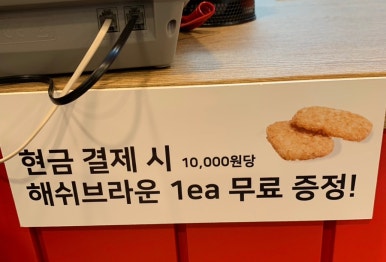 현금 결제 시 10,000원당
해쉬브라운 1ea 무료 증정!